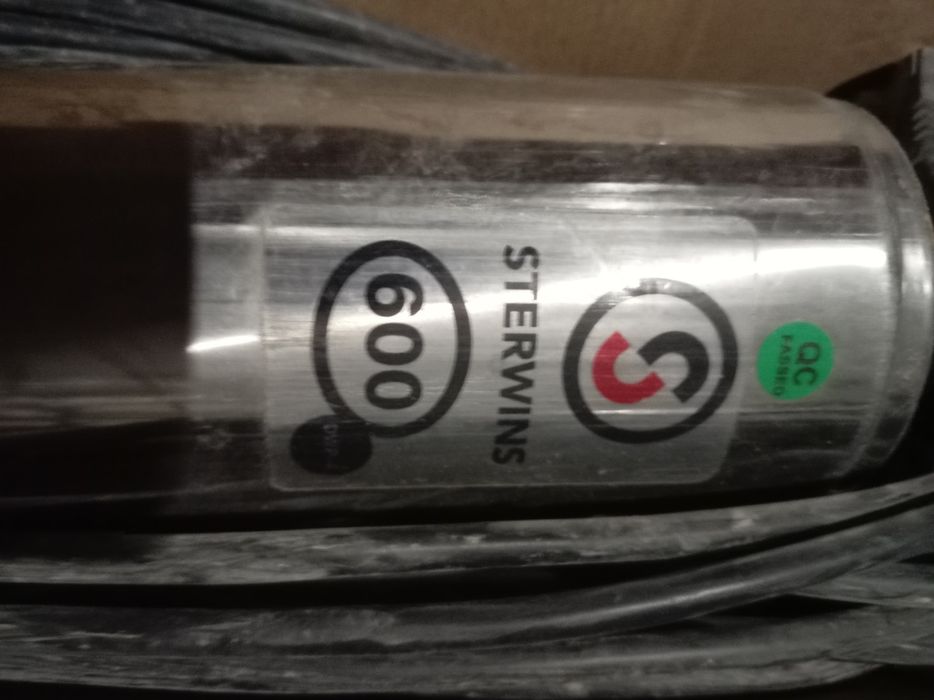 QC
PASSED
STERWINS
600